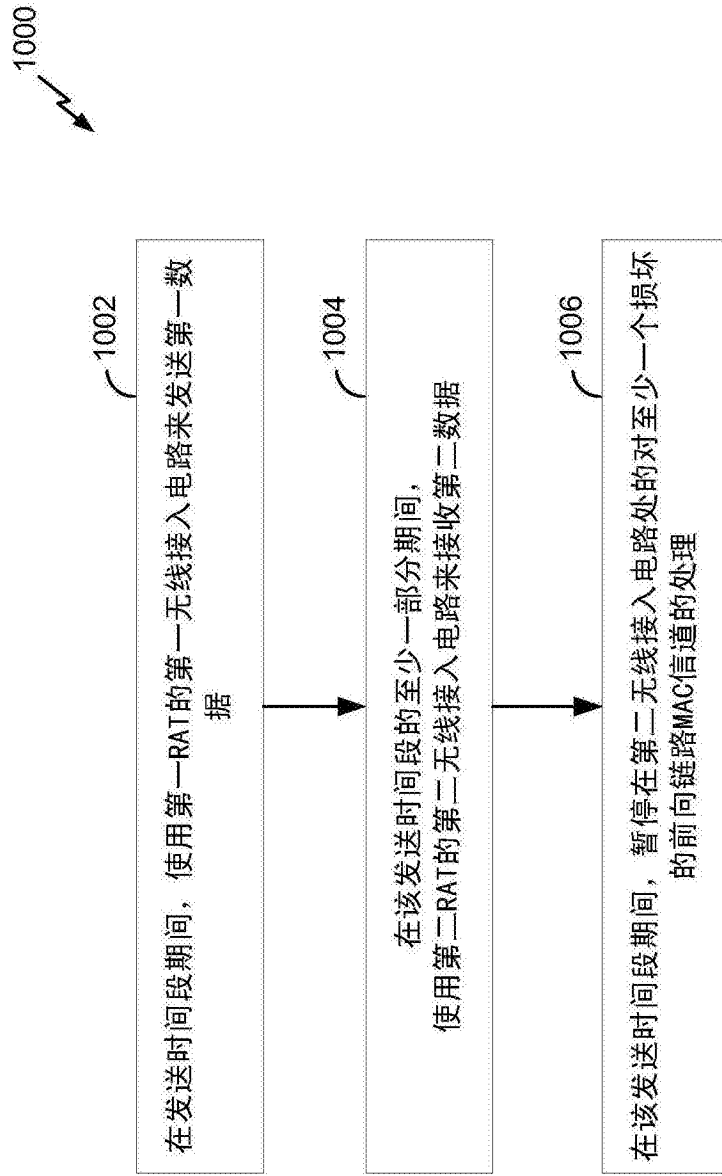 1000
1002
在发送时间段期间，使用第一RAT的第一无线接入电路来发送第一数
据
1004
在该发送时间段的至少一部分期间，
使用第二RAT的第二无线接入电路来接收第二数据
1006
在该发送时间段期间，暂停在第二无线接入电路处的对至少一个损坏
的前向链路MAC信道的处理